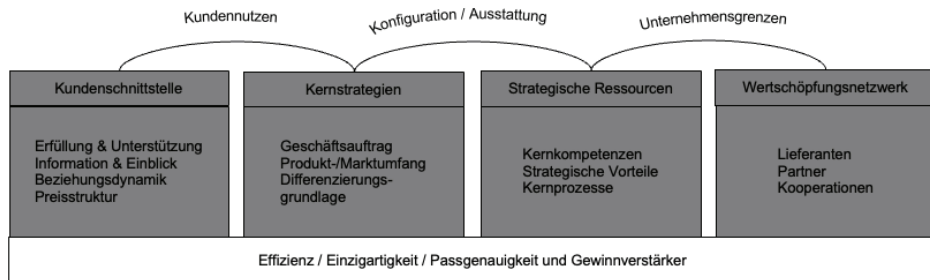 Kundennutzen
Konfiguration / Ausstattung
Unternehmensgrenzen
Kundenschnittstelle
Erfüllung & Unterstützung
Information & Einblick
Beziehungsdynamik
Preisstruktur
Kernstrategien
Geschäftsauftrag
Produkt-/Marktumfang
Differenzierungs-
grundlage
Strategische Ressourcen
Kernkompetenzen
Strategische Vorteile
Kernprozesse
Wertschöpfungsnetzwerk
Lieferanten
Partner
Kooperationen
Effizienz / Einzigartigkeit / Passgenauigkeit und Gewinnverstärker